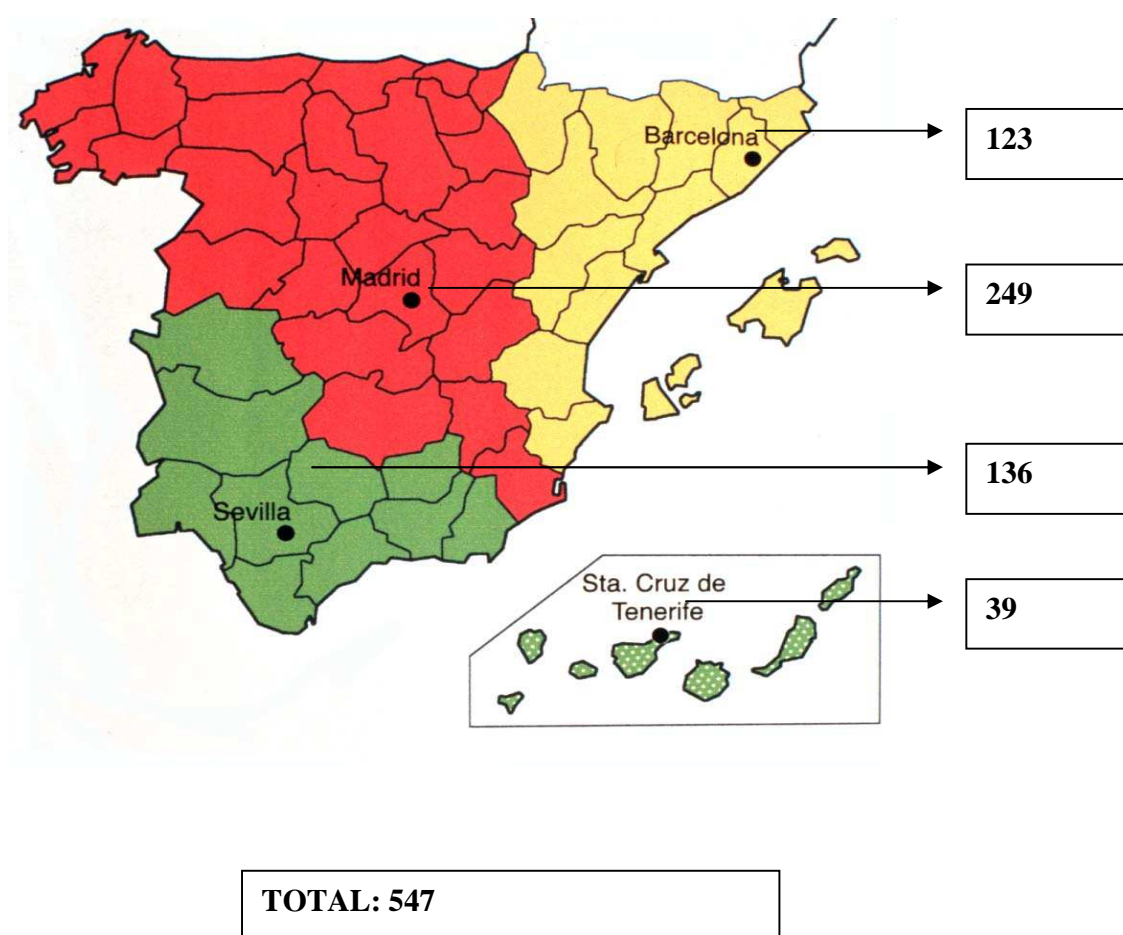 Barcelona
123
Madrid
249
136
Sevilla
Sta. Cruz de
Tenerife
39
TOTAL: 547